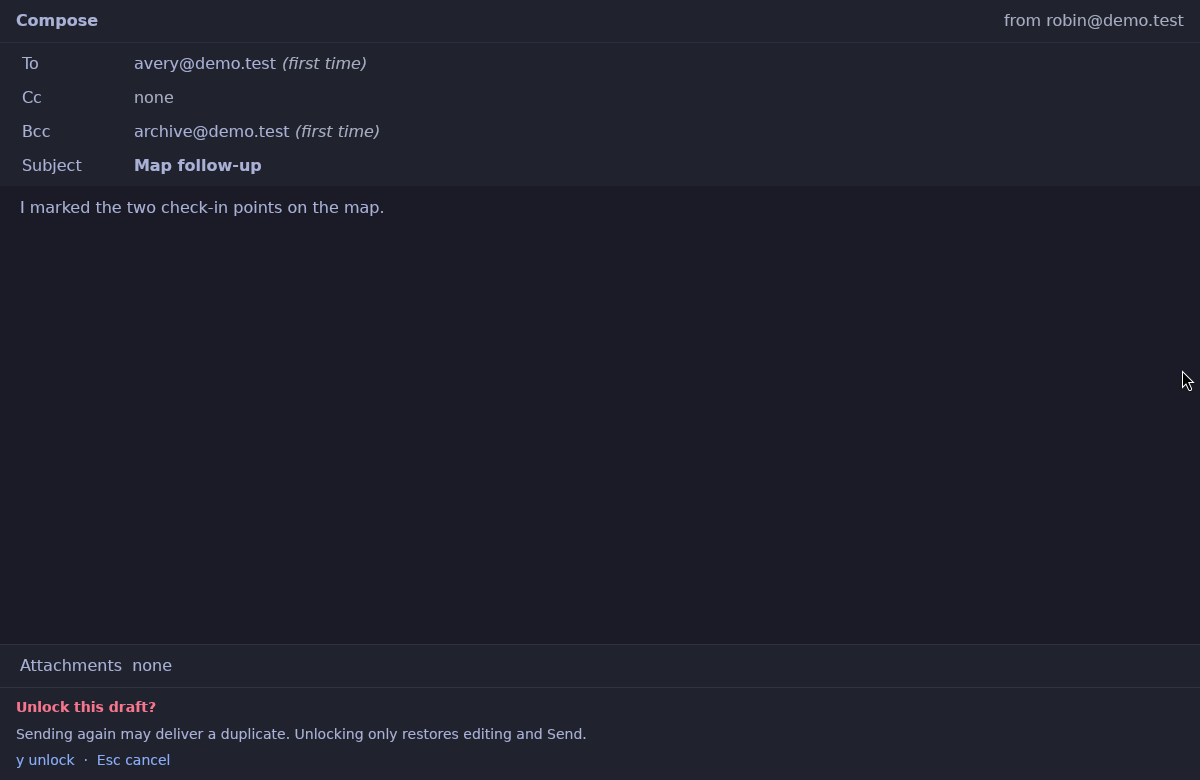 Compose from robin@demo.test
To avery@demo.test (first time)
Cc none
Bcc archive@demo.test (first time)
Subject Map follow-up
I marked the two check-in points on the map.
Attachments none
Unlock this draft?
Sending again may deliver a duplicate. Unlocking only restores editing and Send.
y unlock · Esc cancel